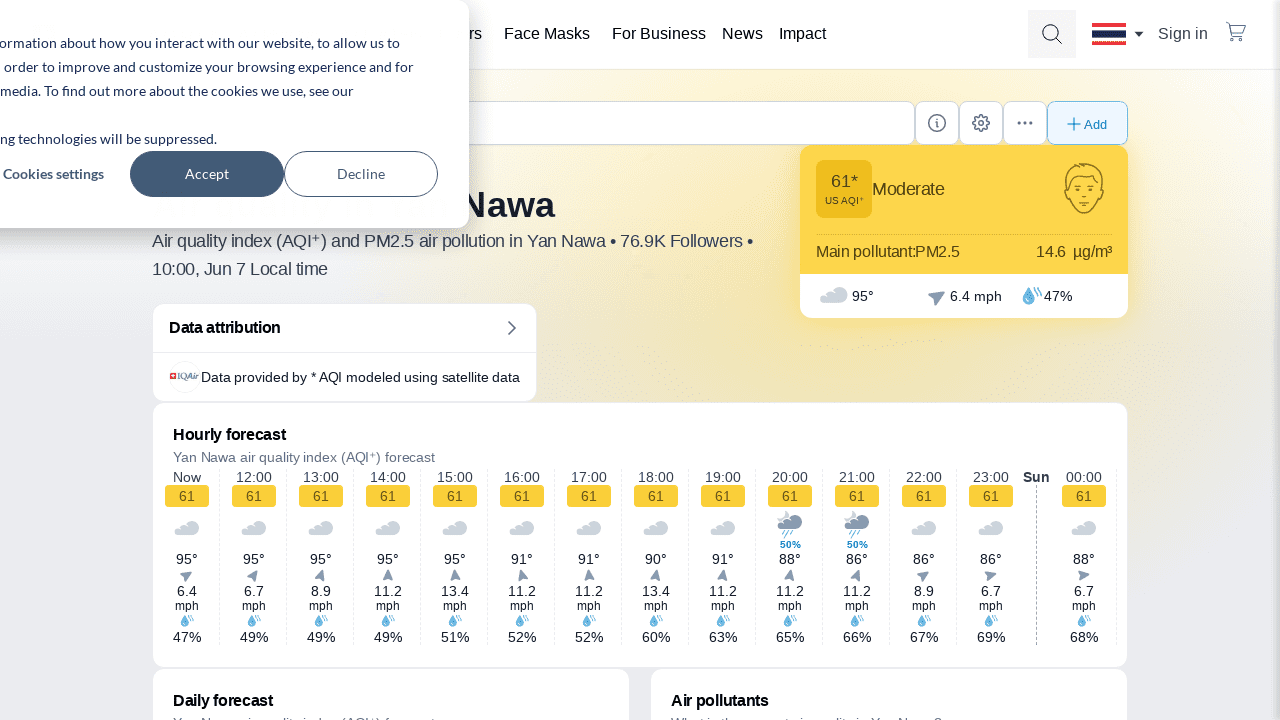 rs Face Masks For Business News Impact Sign in
ormation about how you interact with our website, to allow us to
order to improve and customize your browsing experience and for
media. To find out more about the cookies we use, see our
ng technologies will be suppressed.
Cookies settings Accept Decline
Add
Nawa
Air quality index (AQI⁺) and PM2.5 air pollution in Yan Nawa • 76.9K Followers •
10:00, Jun 7 Local time
61*
US AQI⁺
Moderate
Main pollutant:PM2.5 14.6 µg/m³
95° 6.4 mph 47%
Data attribution
IQAir Data provided by * AQI modeled using satellite data
Hourly forecast
Yan Nawa air quality index (AQI⁺) forecast
Now 12:00 13:00 14:00 15:00 16:00 17:00 18:00 19:00 20:00 21:00 22:00 23:00 Sun 00:00
61 61 61 61 61 61 61 61 61 61 61 61 61 61
50% 50%
95° 95° 95° 95° 95° 91° 91° 90° 91° 88° 86° 86° 86° 88°
6.4 6.7 8.9 11.2 13.4 11.2 11.2 13.4 11.2 11.2 11.2 8.9 6.7 6.7
mph mph mph mph mph mph mph mph mph mph mph mph mph mph
47% 49% 49% 49% 51% 52% 52% 60% 63% 65% 66% 67% 69% 68%
Daily forecast
Air pollutants